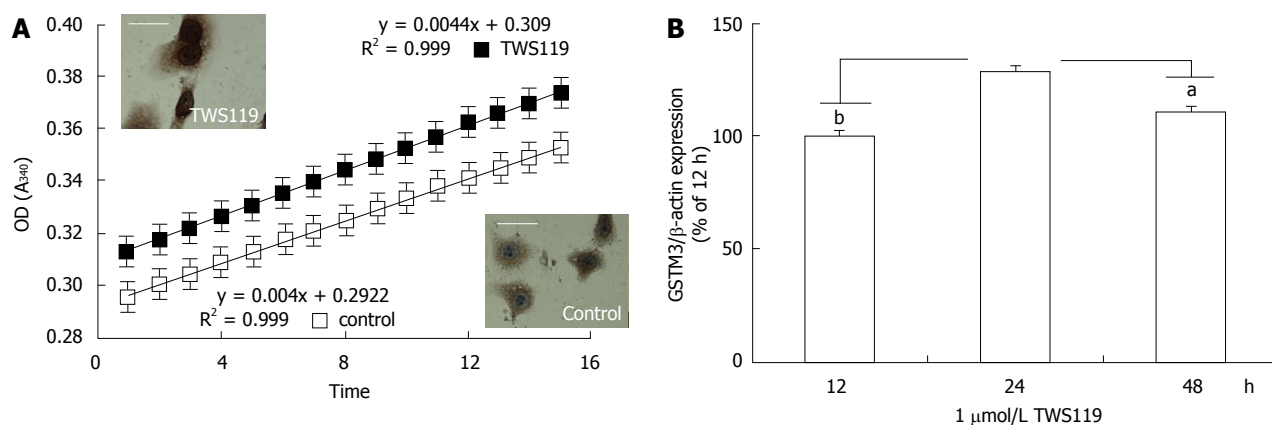 A
0.40
0.38
0.36
0.34
0.32
0.30
0.28
OD (A₃₄₀)
TWS119
y = 0.0044x + 0.309
R² = 0.999 TWS119
y = 0.004x + 0.2922
R² = 0.999 control
Control
0 4 8 12 16
Time
B
150
100
50
0
GSTM3/β-actin expression
(% of 12 h)
b
a
12 24 48 h
1 μmol/L TWS119